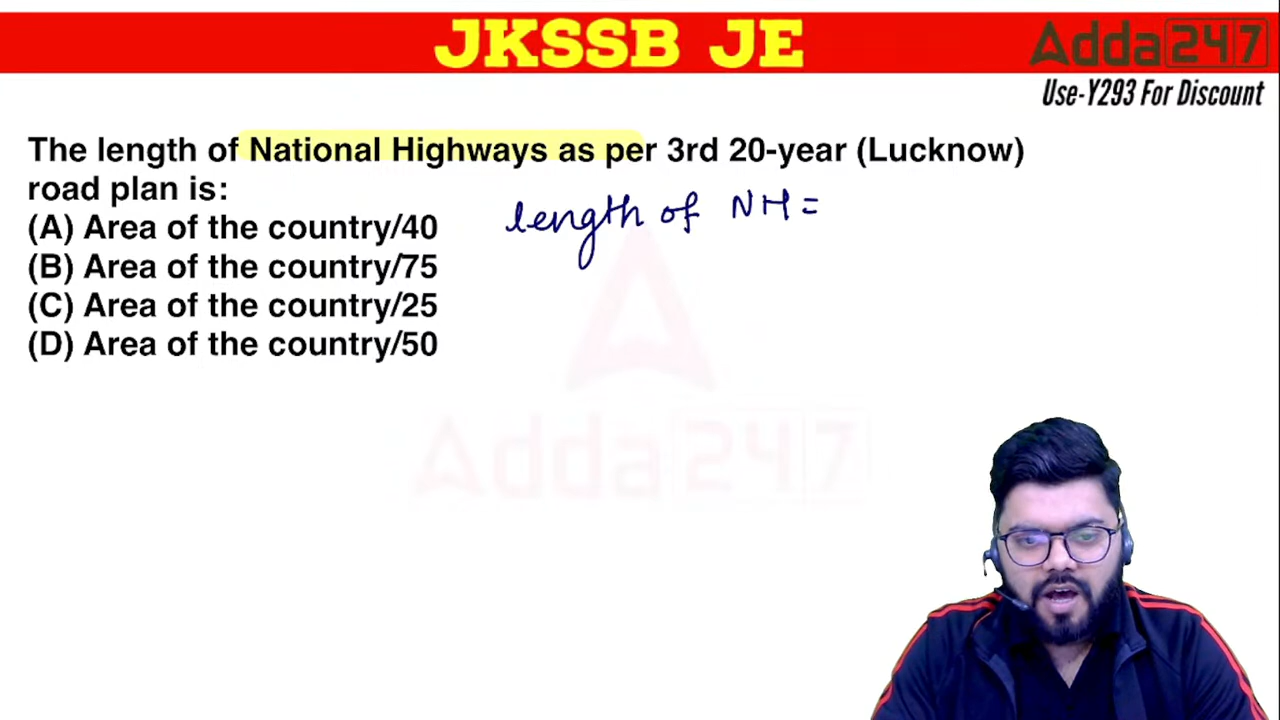 JKSSB JE
Adda247
Use-Y293 For Discount
The length of National Highways as per 3rd 20-year (Lucknow)
road plan is:
(A) Area of the country/40
(B) Area of the country/75
(C) Area of the country/25
(D) Area of the country/50
length of NH =
Adda247